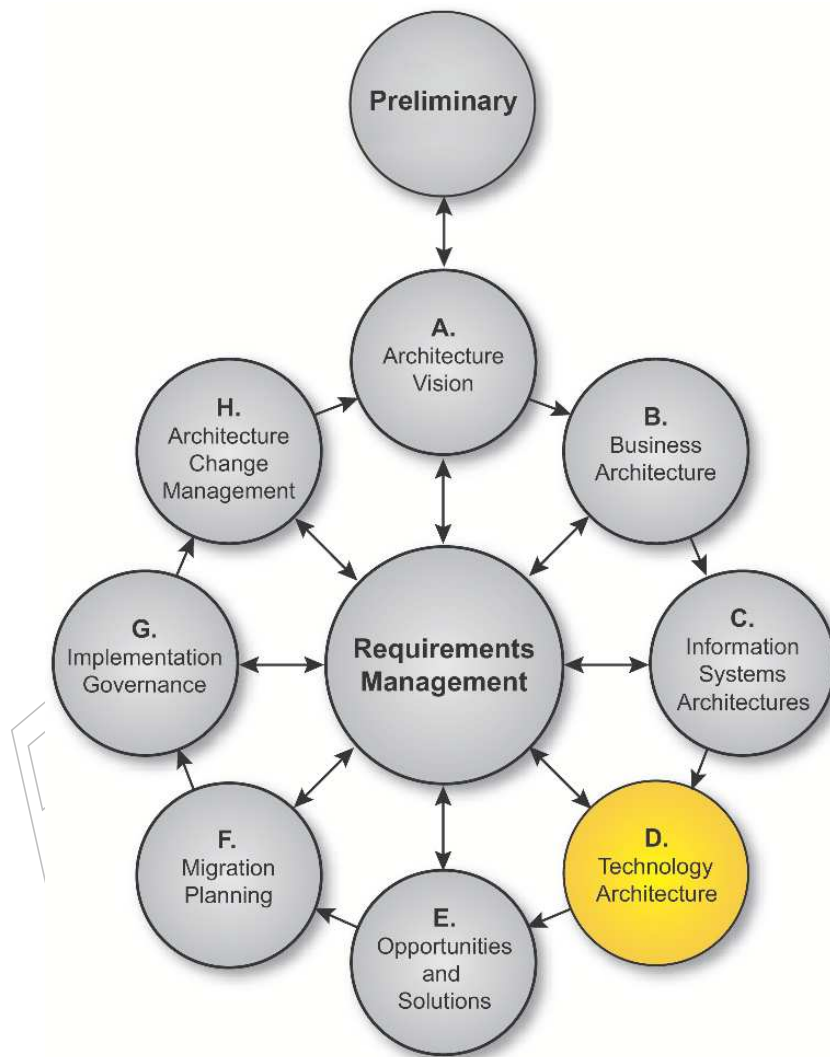 Preliminary
A.
Architecture
Vision
B.
Business
Architecture
C.
Information
Systems
Architectures
D.
Technology
Architecture
E.
Opportunities
and
Solutions
F.
Migration
Planning
G.
Implementation
Governance
H.
Architecture
Change
Management
Requirements
Management